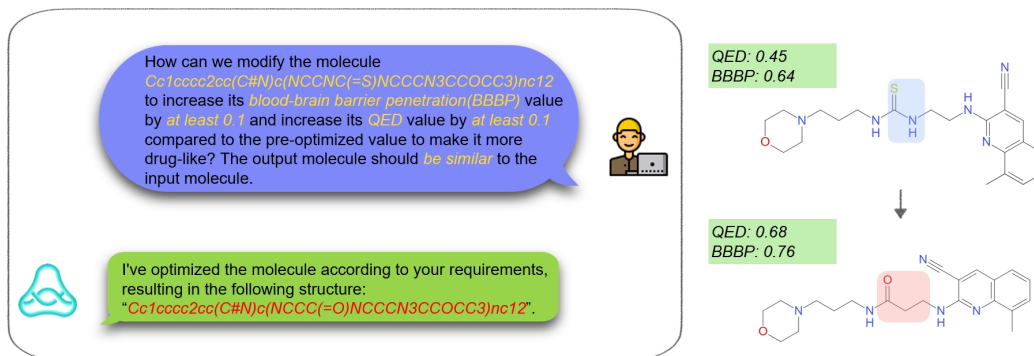 How can we modify the molecule
Cc1cccc2cc(C#N)c(NCCNC(=S)NCCCN3CCOCC3)nc12
to increase its blood-brain barrier penetration(BBBP) value
by at least 0.1 and increase its QED value by at least 0.1
compared to the pre-optimized value to make it more
drug-like? The output molecule should be similar to the
input molecule.
I've optimized the molecule according to your requirements,
resulting in the following structure:
“Cc1cccc2cc(C#N)c(NCCC(=O)NCCCN3CCOCC3)nc12”.
QED: 0.45
BBBP: 0.64
N
S
NH
N
N
H
N
H
N
O
QED: 0.68
BBBP: 0.76
N
O
N
N
H
N
H
N
O